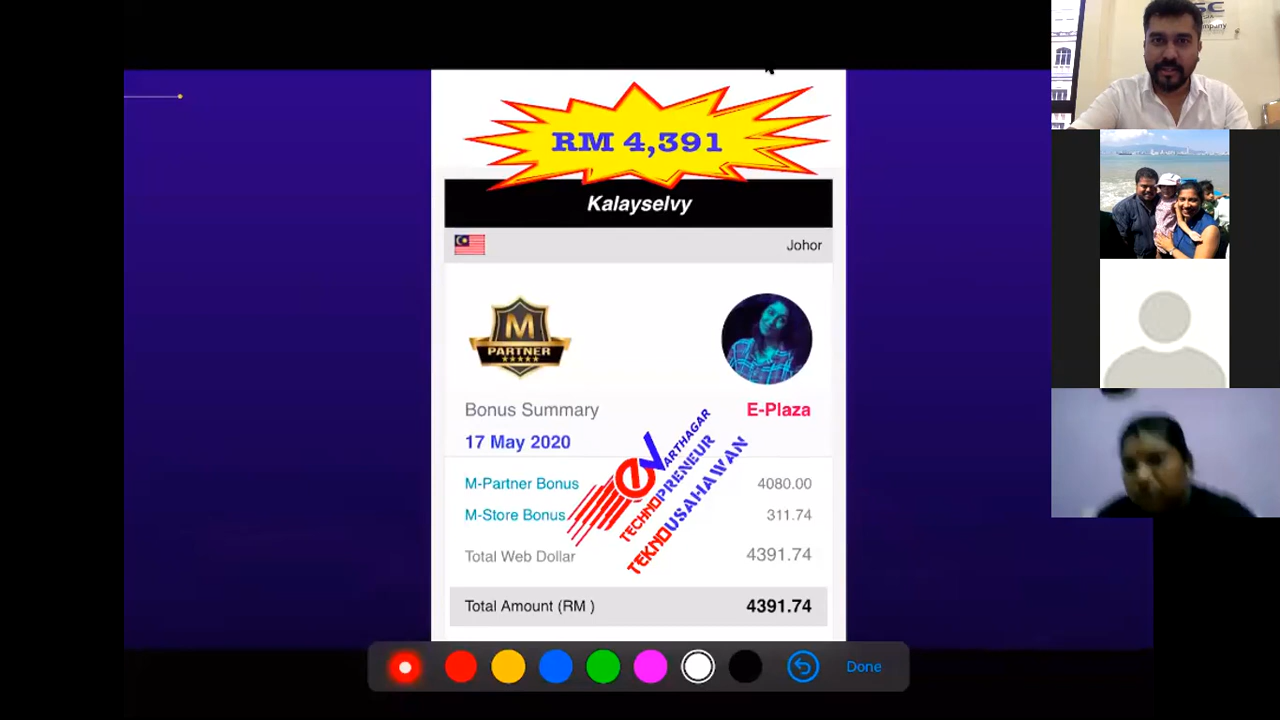 RM 4,391
Kalayselvy
Johor
M
PARTNER
Bonus Summary
E-Plaza
17 May 2020
eVARTHAGAR
TECHNOPRENEUR
TEKNOUSAHAWAN
M-Partner Bonus
4080.00
M-Store Bonus
311.74
Total Web Dollar
4391.74
Total Amount (RM )
4391.74
Done